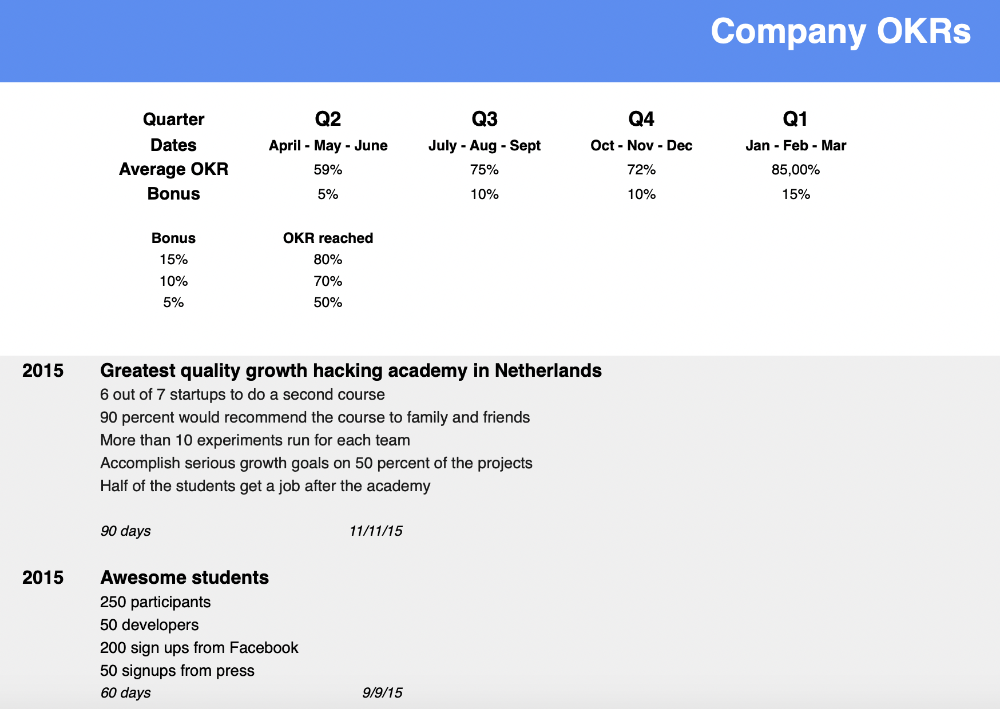 Company OKRs
Quarter Q2 Q3 Q4 Q1
Dates April - May - June July - Aug - Sept Oct - Nov - Dec Jan - Feb - Mar
Average OKR 59% 75% 72% 85,00%
Bonus 5% 10% 10% 15%
Bonus OKR reached
15% 80%
10% 70%
5% 50%
2015 Greatest quality growth hacking academy in Netherlands
6 out of 7 startups to do a second course
90 percent would recommend the course to family and friends
More than 10 experiments run for each team
Accomplish serious growth goals on 50 percent of the projects
Half of the students get a job after the academy
90 days 11/11/15
2015 Awesome students
250 participants
50 developers
200 sign ups from Facebook
50 signups from press
60 days 9/9/15